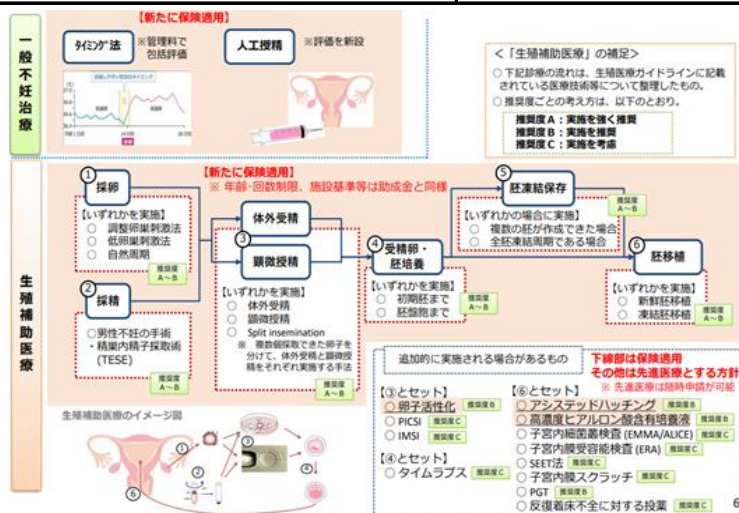 【新たに保険適用】
一般不妊治療
タイミング法
※管理料で
包括評価
人工授精
※評価を新設
<「生殖補助医療」の補足>
○ 下記診療の流れは、生殖医療ガイドラインに記載
されている医療技術等について整理したもの。
○ 推奨度ごとの考え方は、以下のとおり。
推奨度A：実施を強く推奨
推奨度B：実施を推奨
推奨度C：実施を考慮
生殖補助医療
【新たに保険適用】
※ 年齢・回数制限、施設基準等は助成金と同様
① 採卵
【いずれかを実施】
○ 調整卵巣刺激法
○ 低卵巣刺激法
○ 自然周期
推奨度
A～B
② 採精
○男性不妊の手術
・精巣内精子採取術
(TESE)
推奨度
A～B
体外受精
③
顕微授精
【いずれかを実施】
○ 体外受精
○ 顕微授精
○ Split insemination
※ 複数個採取できた卵子を
分けて、体外受精と顕微授
精をそれぞれ実施する手法
推奨度
A～B
④ 受精卵・
胚培養
【いずれかを実施】
○ 初期胚まで
○ 胚盤胞まで
推奨度
A～B
⑤ 胚凍結保存
【いずれかの場合に実施】
○ 複数の胚が作成できた場合
○ 全胚凍結周期である場合
推奨度
A～B
⑥ 胚移植
【いずれかを実施】
○ 新鮮胚移植
○ 凍結胚移植
推奨度
A～B
生殖補助医療のイメージ図
①
②
③
④
⑥
追加的に実施される場合があるもの
下線部は保険適用
その他は先進医療とする方針
※ 先進医療は随時申請が可能
【③とセット】
○ 卵子活性化 推奨度B
○ PICSI 推奨度C
○ IMSI 推奨度C
【④とセット】
○ タイムラプス 推奨度C
【⑥とセット】
○ アシステッドハッチング 推奨度B
○ 高濃度ヒアルロン酸含有培養液 推奨度B
○ 子宮内細菌叢検査 (EMMA/ALICE) 推奨度C
○ 子宮内膜受容能検査 (ERA) 推奨度C
○ SEET法 推奨度C
○ 子宮内膜スクラッチ 推奨度C
○ PGT 推奨度B
○ 反復着床不全に対する投薬 推奨度C
6